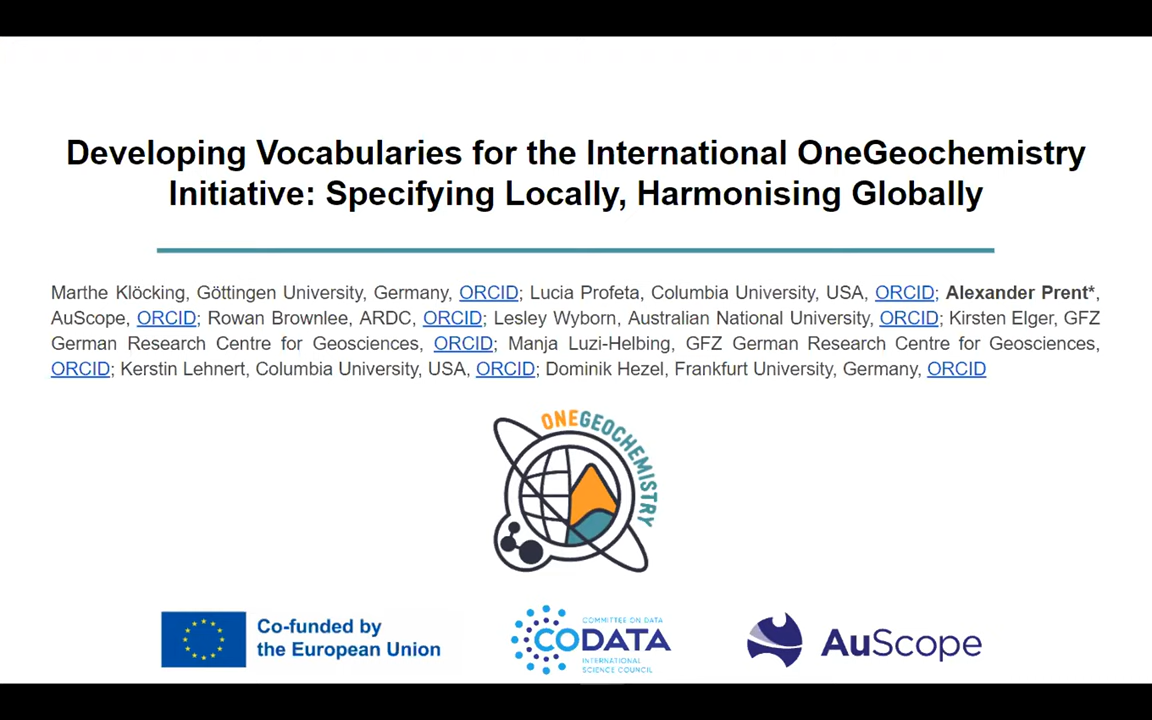 Developing Vocabularies for the International OneGeochemistry
Initiative: Specifying Locally, Harmonising Globally
Marthe Klöcking, Göttingen University, Germany, ORCID; Lucia Profeta, Columbia University, USA, ORCID; Alexander Prent*,
AuScope, ORCID; Rowan Brownlee, ARDC, ORCID; Lesley Wyborn, Australian National University, ORCID; Kirsten Elger, GFZ
German Research Centre for Geosciences, ORCID; Manja Luzi-Helbing, GFZ German Research Centre for Geosciences,
ORCID; Kerstin Lehnert, Columbia University, USA, ORCID; Dominik Hezel, Frankfurt University, Germany, ORCID
ONEGEOCHEMISTRY
Co-funded by
the European Union
COMMITTEE ON DATA
CODATA
INTERNATIONAL
SCIENCE COUNCIL
AuScope